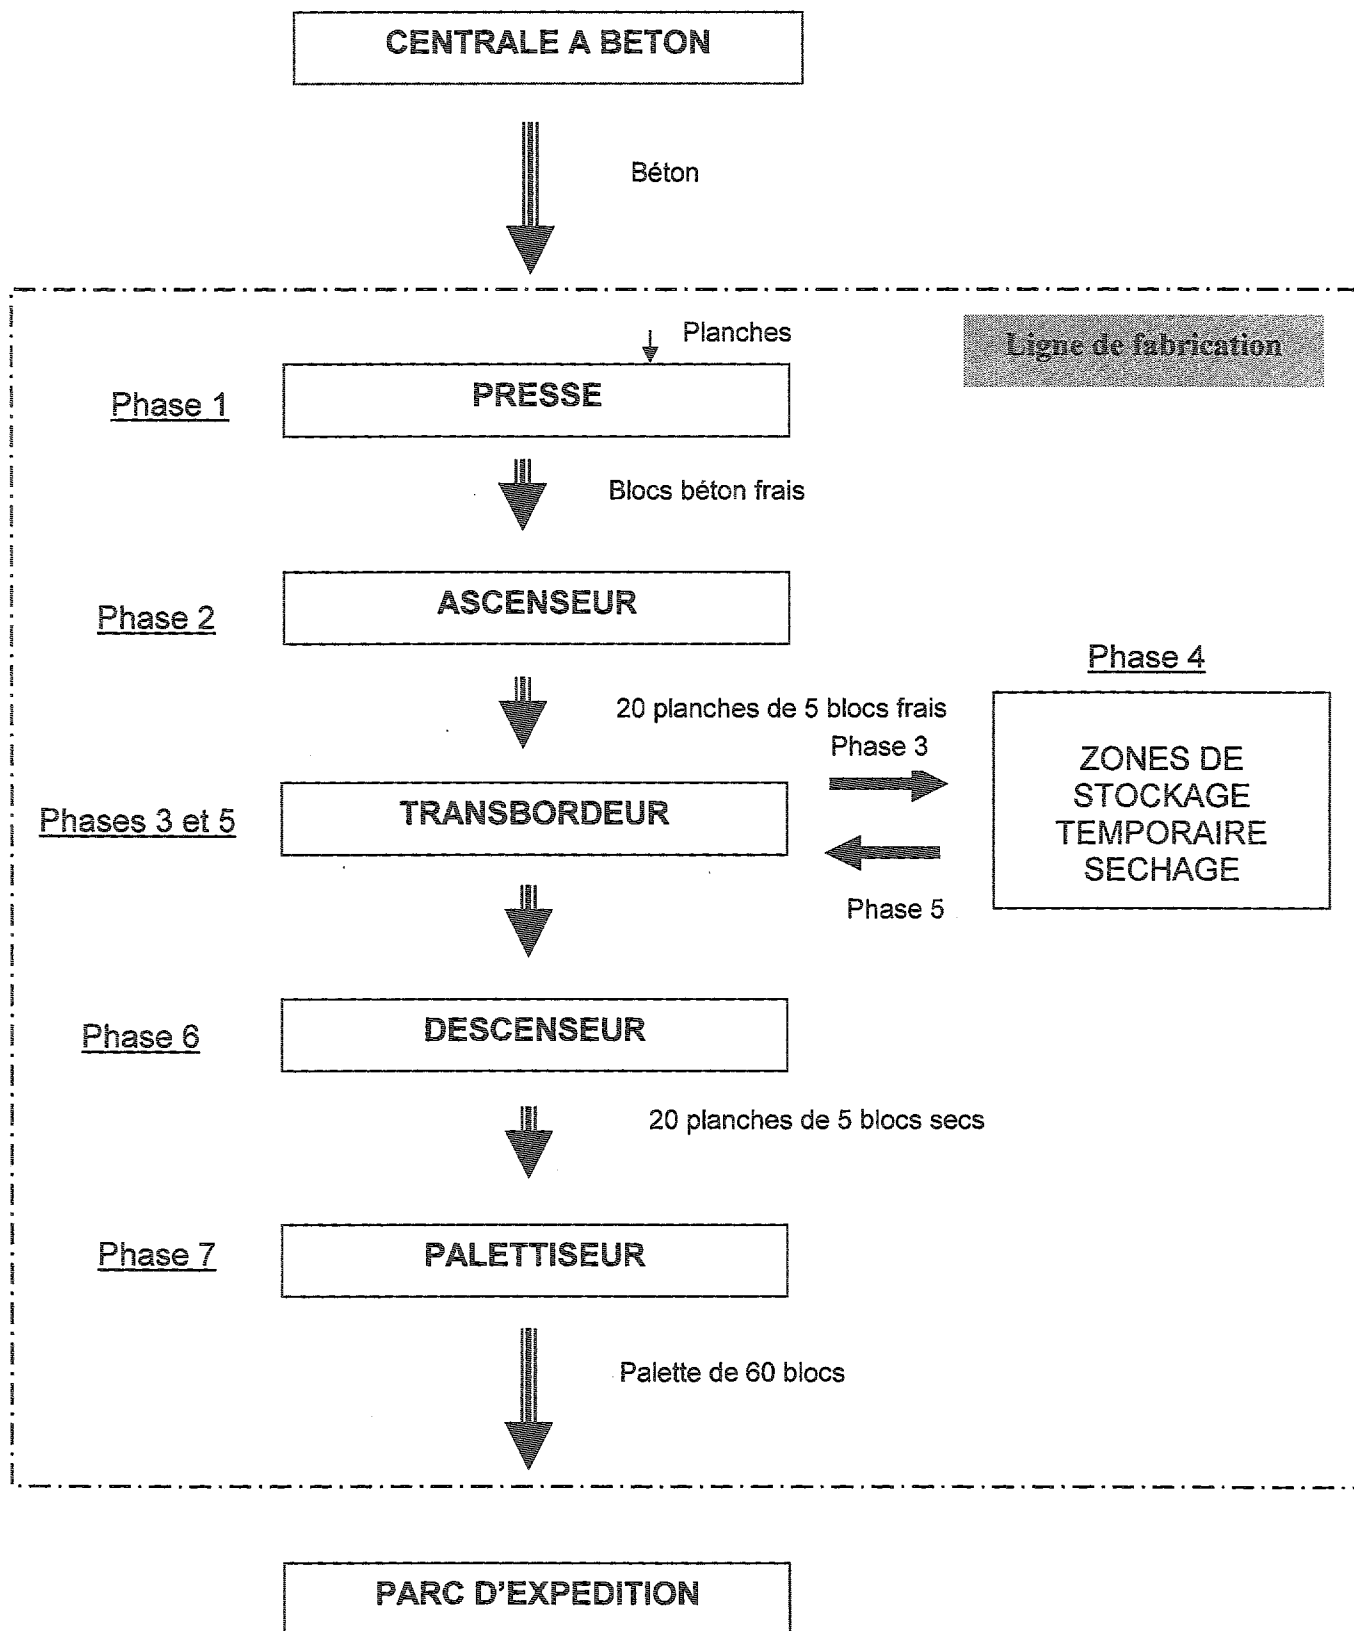 CENTRALE A BETON
Béton
Planches
Ligne de fabrication
Phase 1
PRESSE
Blocs béton frais
Phase 2
ASCENSEUR
Phase 4
20 planches de 5 blocs frais
Phase 3
ZONES DE
STOCKAGE
TEMPORAIRE
SECHAGE
Phases 3 et 5
TRANSBORDEUR
Phase 5
Phase 6
DESCENSEUR
20 planches de 5 blocs secs
Phase 7
PALETTISEUR
Palette de 60 blocs
PARC D'EXPEDITION